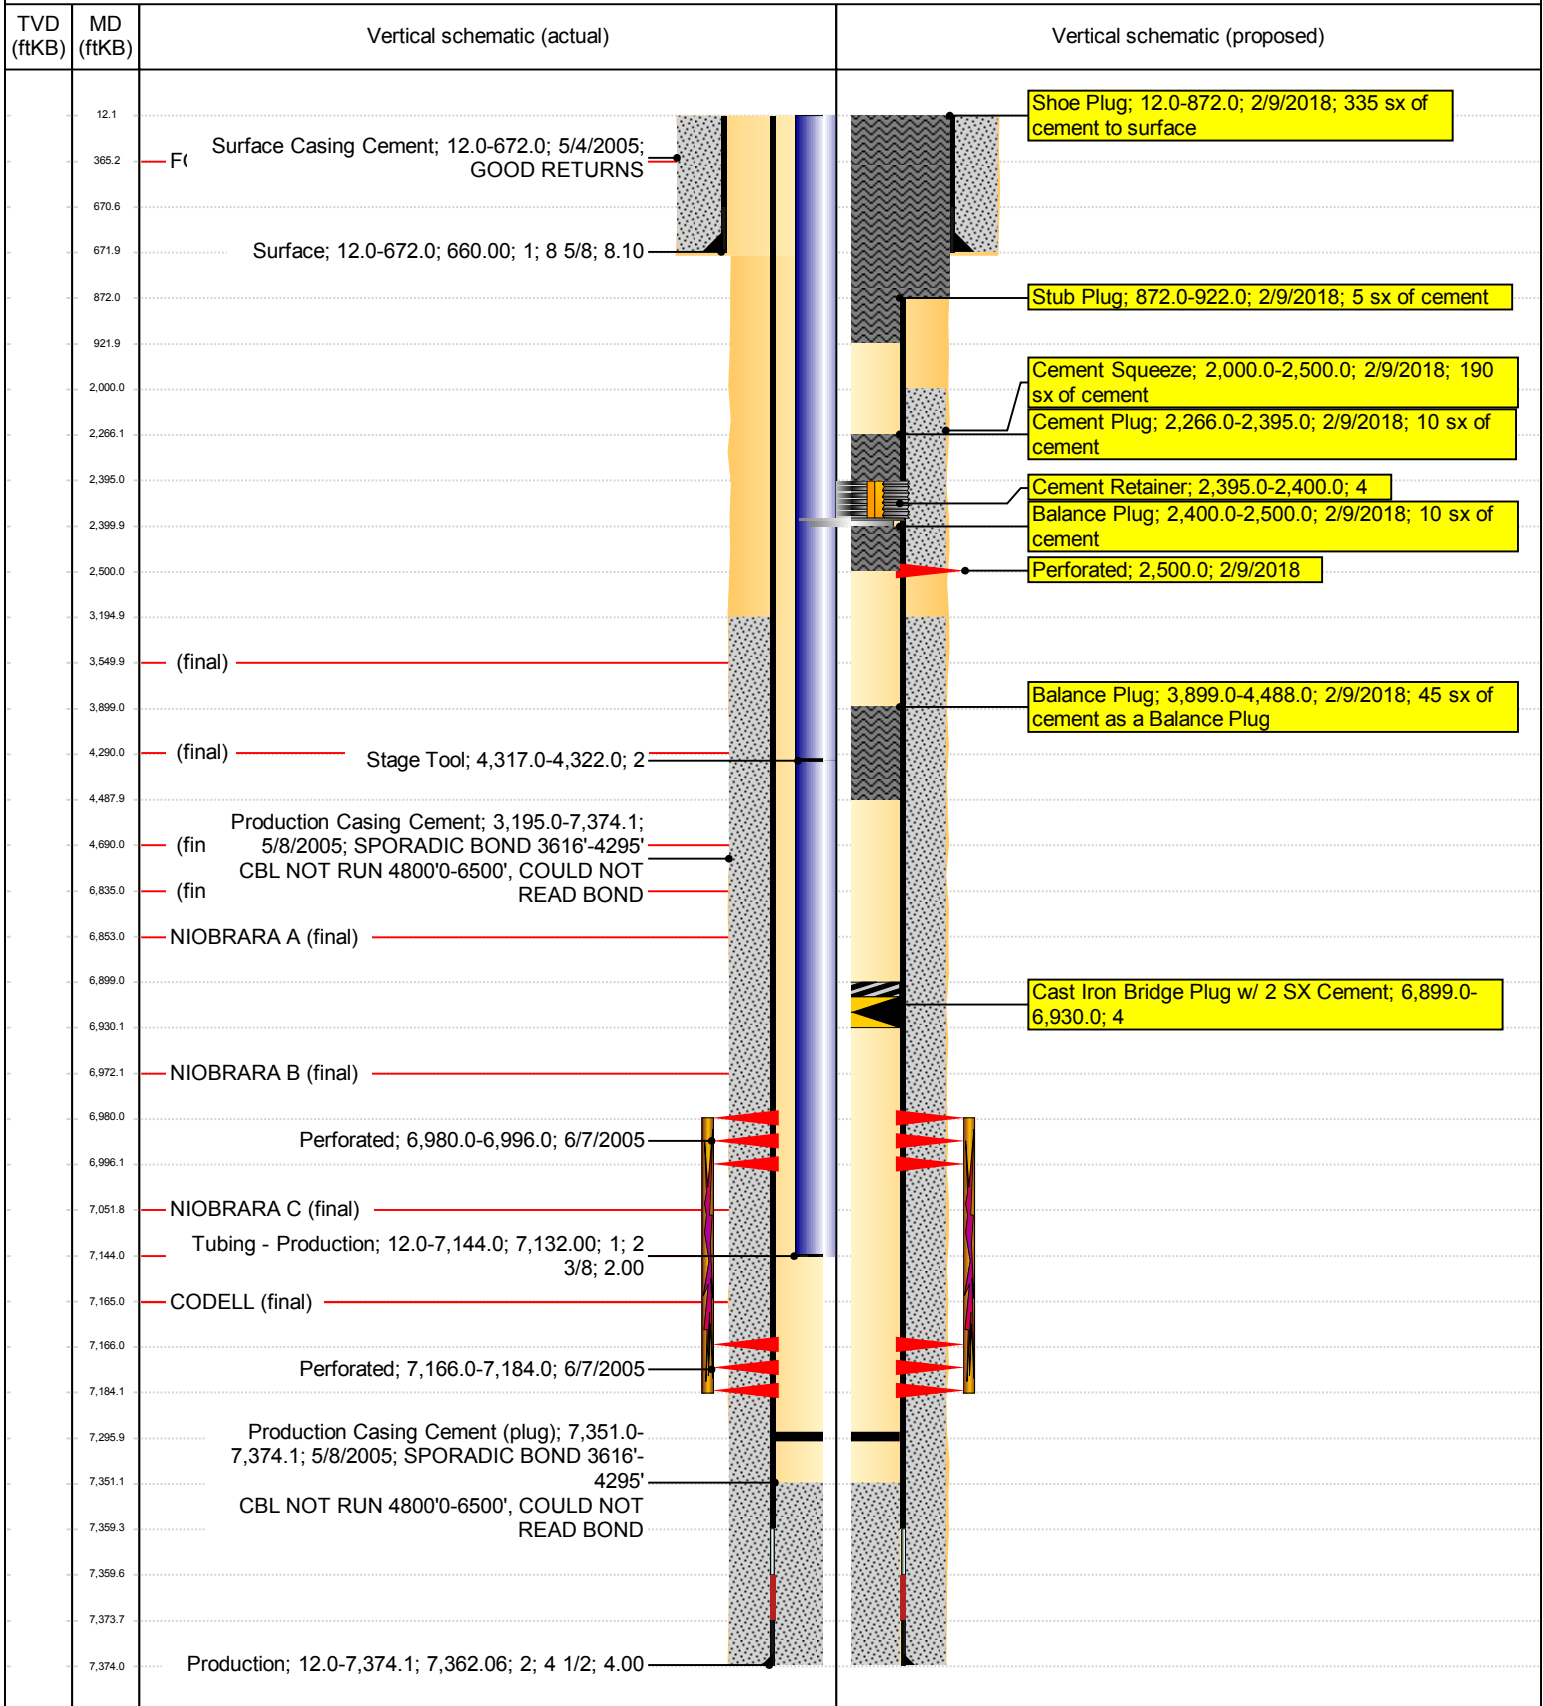 TVD
(ftKB)
MD
(ftKB)
Vertical schematic (actual)
Vertical schematic (proposed)
12.1
365.2
670.6
671.9
872.0
921.9
2,000.0
2,266.1
2,395.0
2,399.9
2,500.0
3,194.9
3,549.9
3,899.0
4,290.0
4,487.9
4,690.0
6,835.0
6,853.0
6,899.0
6,930.1
6,972.1
6,980.0
6,996.1
7,051.8
7,144.0
7,165.0
7,166.0
7,184.1
7,295.9
7,351.1
7,359.3
7,359.6
7,373.7
7,374.0
Surface Casing Cement; 12.0-672.0; 5/4/2005;
GOOD RETURNS
Surface; 12.0-672.0; 660.00; 1; 8 5/8; 8.10
(final)
(final)
Stage Tool; 4,317.0-4,322.0; 2
Production Casing Cement; 3,195.0-7,374.1;
(fin
5/8/2005; SPORADIC BOND 3616'-4295'
CBL NOT RUN 4800'0-6500', COULD NOT
(fin
READ BOND
NIOBRARA A (final)
NIOBRARA B (final)
Perforated; 6,980.0-6,996.0; 6/7/2005
NIOBRARA C (final)
Tubing - Production; 12.0-7,144.0; 7,132.00; 1; 2
3/8; 2.00
CODELL (final)
Perforated; 7,166.0-7,184.0; 6/7/2005
Production Casing Cement (plug); 7,351.0-
7,374.1; 5/8/2005; SPORADIC BOND 3616'-
4295'
CBL NOT RUN 4800'0-6500', COULD NOT
READ BOND
Production; 12.0-7,374.1; 7,362.06; 2; 4 1/2; 4.00
Shoe Plug; 12.0-872.0; 2/9/2018; 335 sx of
cement to surface
Stub Plug; 872.0-922.0; 2/9/2018; 5 sx of cement
Cement Squeeze; 2,000.0-2,500.0; 2/9/2018; 190
sx of cement
Cement Plug; 2,266.0-2,395.0; 2/9/2018; 10 sx of
cement
Cement Retainer; 2,395.0-2,400.0; 4
Balance Plug; 2,400.0-2,500.0; 2/9/2018; 10 sx of
cement
Perforated; 2,500.0; 2/9/2018
Balance Plug; 3,899.0-4,488.0; 2/9/2018; 45 sx of
cement as a Balance Plug
Cast Iron Bridge Plug w/ 2 SX Cement; 6,899.0-
6,930.0; 4